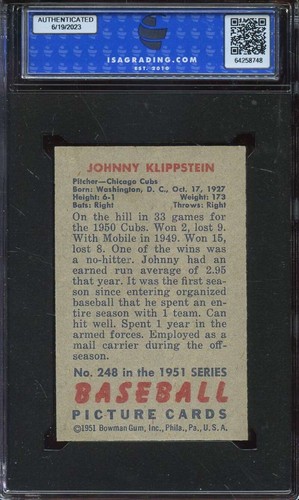 AUTHENTICATED
6/19/2023
ISAGRADING.COM
EST. 2010
64258748
JOHNNY KLIPPSTEIN
Pitcher—Chicago Cubs
Born: Washington, D. C., Oct. 17, 1927
Height: 6-1 Weight: 173
Bats: Right Throws: Right
On the hill in 33 games for
the 1950 Cubs. Won 2, lost 9.
With Mobile in 1949. Won 15,
lost 8. One of the wins was
a no-hitter. Johnny had an
earned run average of 2.95
that year. It was the first sea-
son since entering organized
baseball that he spent an en-
tire season with 1 team. Can
hit well. Spent 1 year in the
armed forces. Employed as a
mail carrier during the off-
season.
No. 248 in the 1951 SERIES
BASEBALL
PICTURE CARDS
©1951 Bowman Gum, Inc., Phila., Pa., U. S. A.